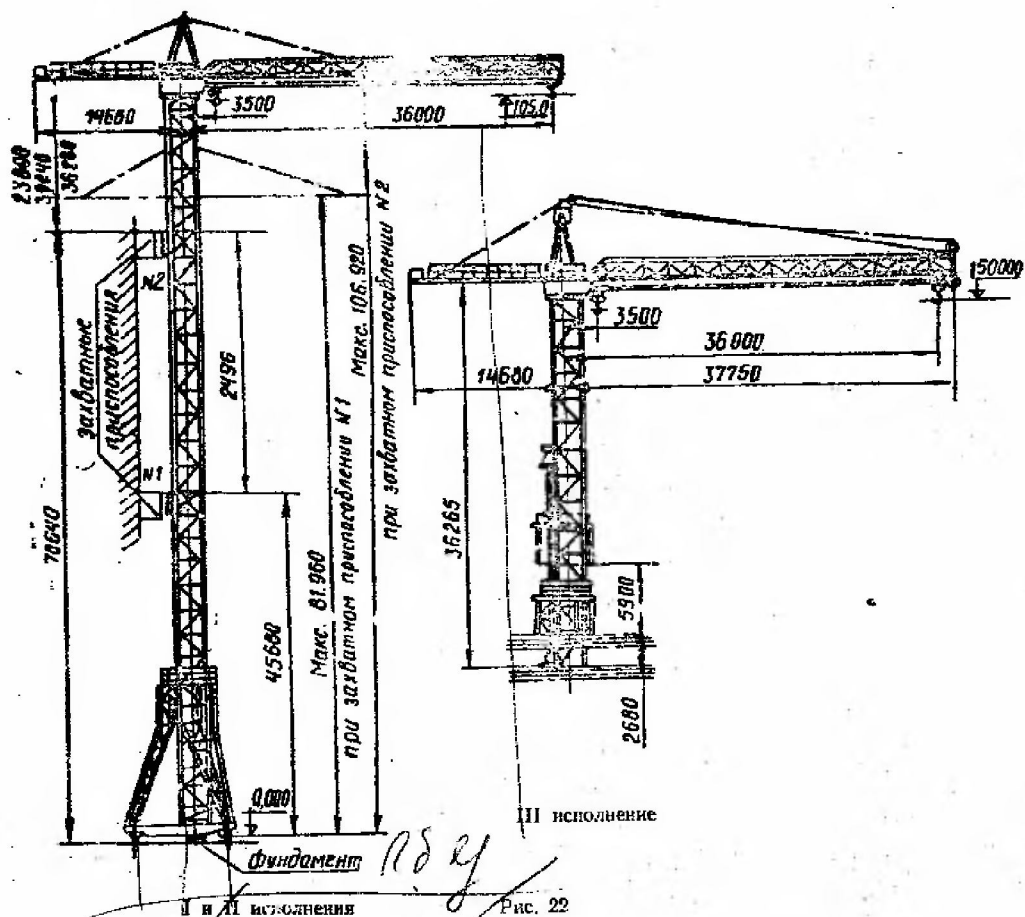 3500
14680
36000
105,0
23800
36280
захватные
приспособления
N2
N1
2496
70640
45680
Макс. 81.960
при захватном приспособлении N1
Макс. 106.920
при захватном приспособлении N2
0,000
фундамент
I и II исполнения
50000
3500
36000
14680
37750
36265
5900
2680
III исполнение
Рис. 22